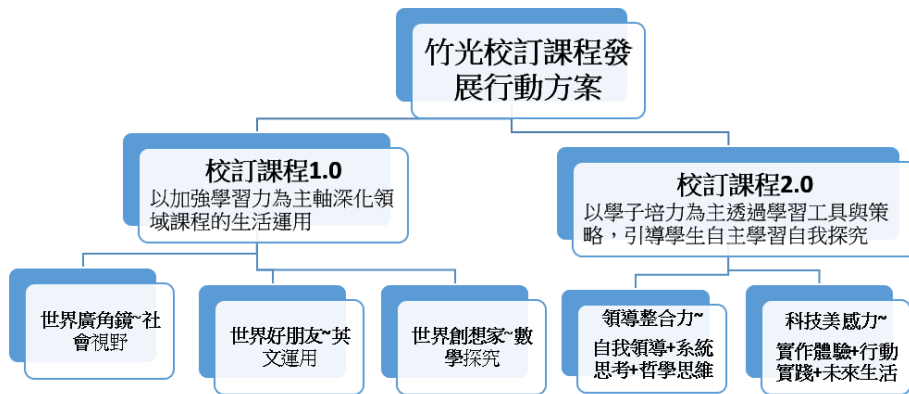 竹光校訂課程發
展行動方案
校訂課程1.0
以加強學習力為主軸深化領
域課程的生活運用
校訂課程2.0
以學子培力為主透過學習工具與策
略，引導學生自主學習自我探究
世界廣角鏡~社
會視野
世界好朋友~英
文運用
世界創想家~數
學探究
領導整合力~
自我領導+系統
思考+哲學思維
科技美感力~
實作體驗+行動
實踐+未來生活